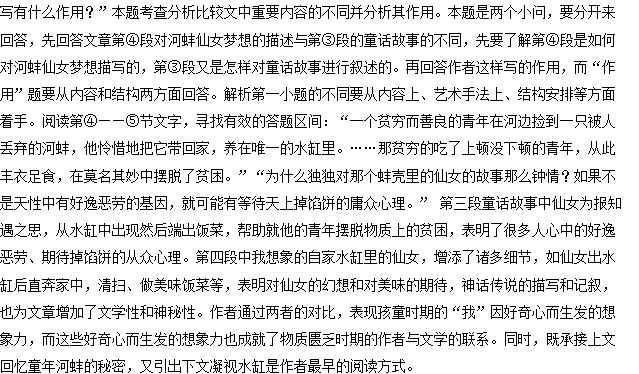 写有什么作用？”本题考查分析比较文中重要内容的不同并分析其作用。本题是两个小问，要分开来
回答，先回答文章第④段对河蚌仙女梦想的描述与第③段的童话故事的不同，先要了解第④段是如何
对河蚌仙女梦想描写的，第③段又是怎样对童话故事进行叙述的。再回答作者这样写的作用，而“作
用”题要从内容和结构两方面回答。解析第一小题的不同要从内容上、艺术手法上、结构安排等方面
着手。阅读第④－－⑤节文字，寻找有效的答题区间：“一个贫穷而善良的青年在河边捡到一只被人
丢弃的河蚌，他怜惜地把它带回家，养在唯一的水缸里。……那贫穷的吃了上顿没下顿的青年，从此
丰衣足食，在莫名其妙中摆脱了贫困。”“为什么独独对那个蚌壳里的仙女的故事那么钟情？如果不
是天性中有好逸恶劳的基因，就可能有等待天上掉馅饼的庸众心理。” 第三段童话故事中仙女为报知
遇之恩，从水缸中出现然后端出饭菜，帮助就他的青年摆脱物质上的贫困，表明了很多人心中的好逸
恶劳、期待掉馅饼的从众心理。第四段中我想象的自家水缸里的仙女，增添了诸多细节，如仙女出水
缸后直奔家中，清扫、做美味饭菜等，表明对仙女的幻想和对美味的期待，神话传说的描写和记叙，
也为文章增加了文学性和神秘性。作者通过两者的对比，表现孩童时期的“我”因好奇心而生发的想
象力，而这些好奇心而生发的想象力也成就了物质匮乏时期的作者与文学的联系。同时，既承接上文
回忆童年河蚌的秘密，又引出下文凝视水缸是作者最早的阅读方式。